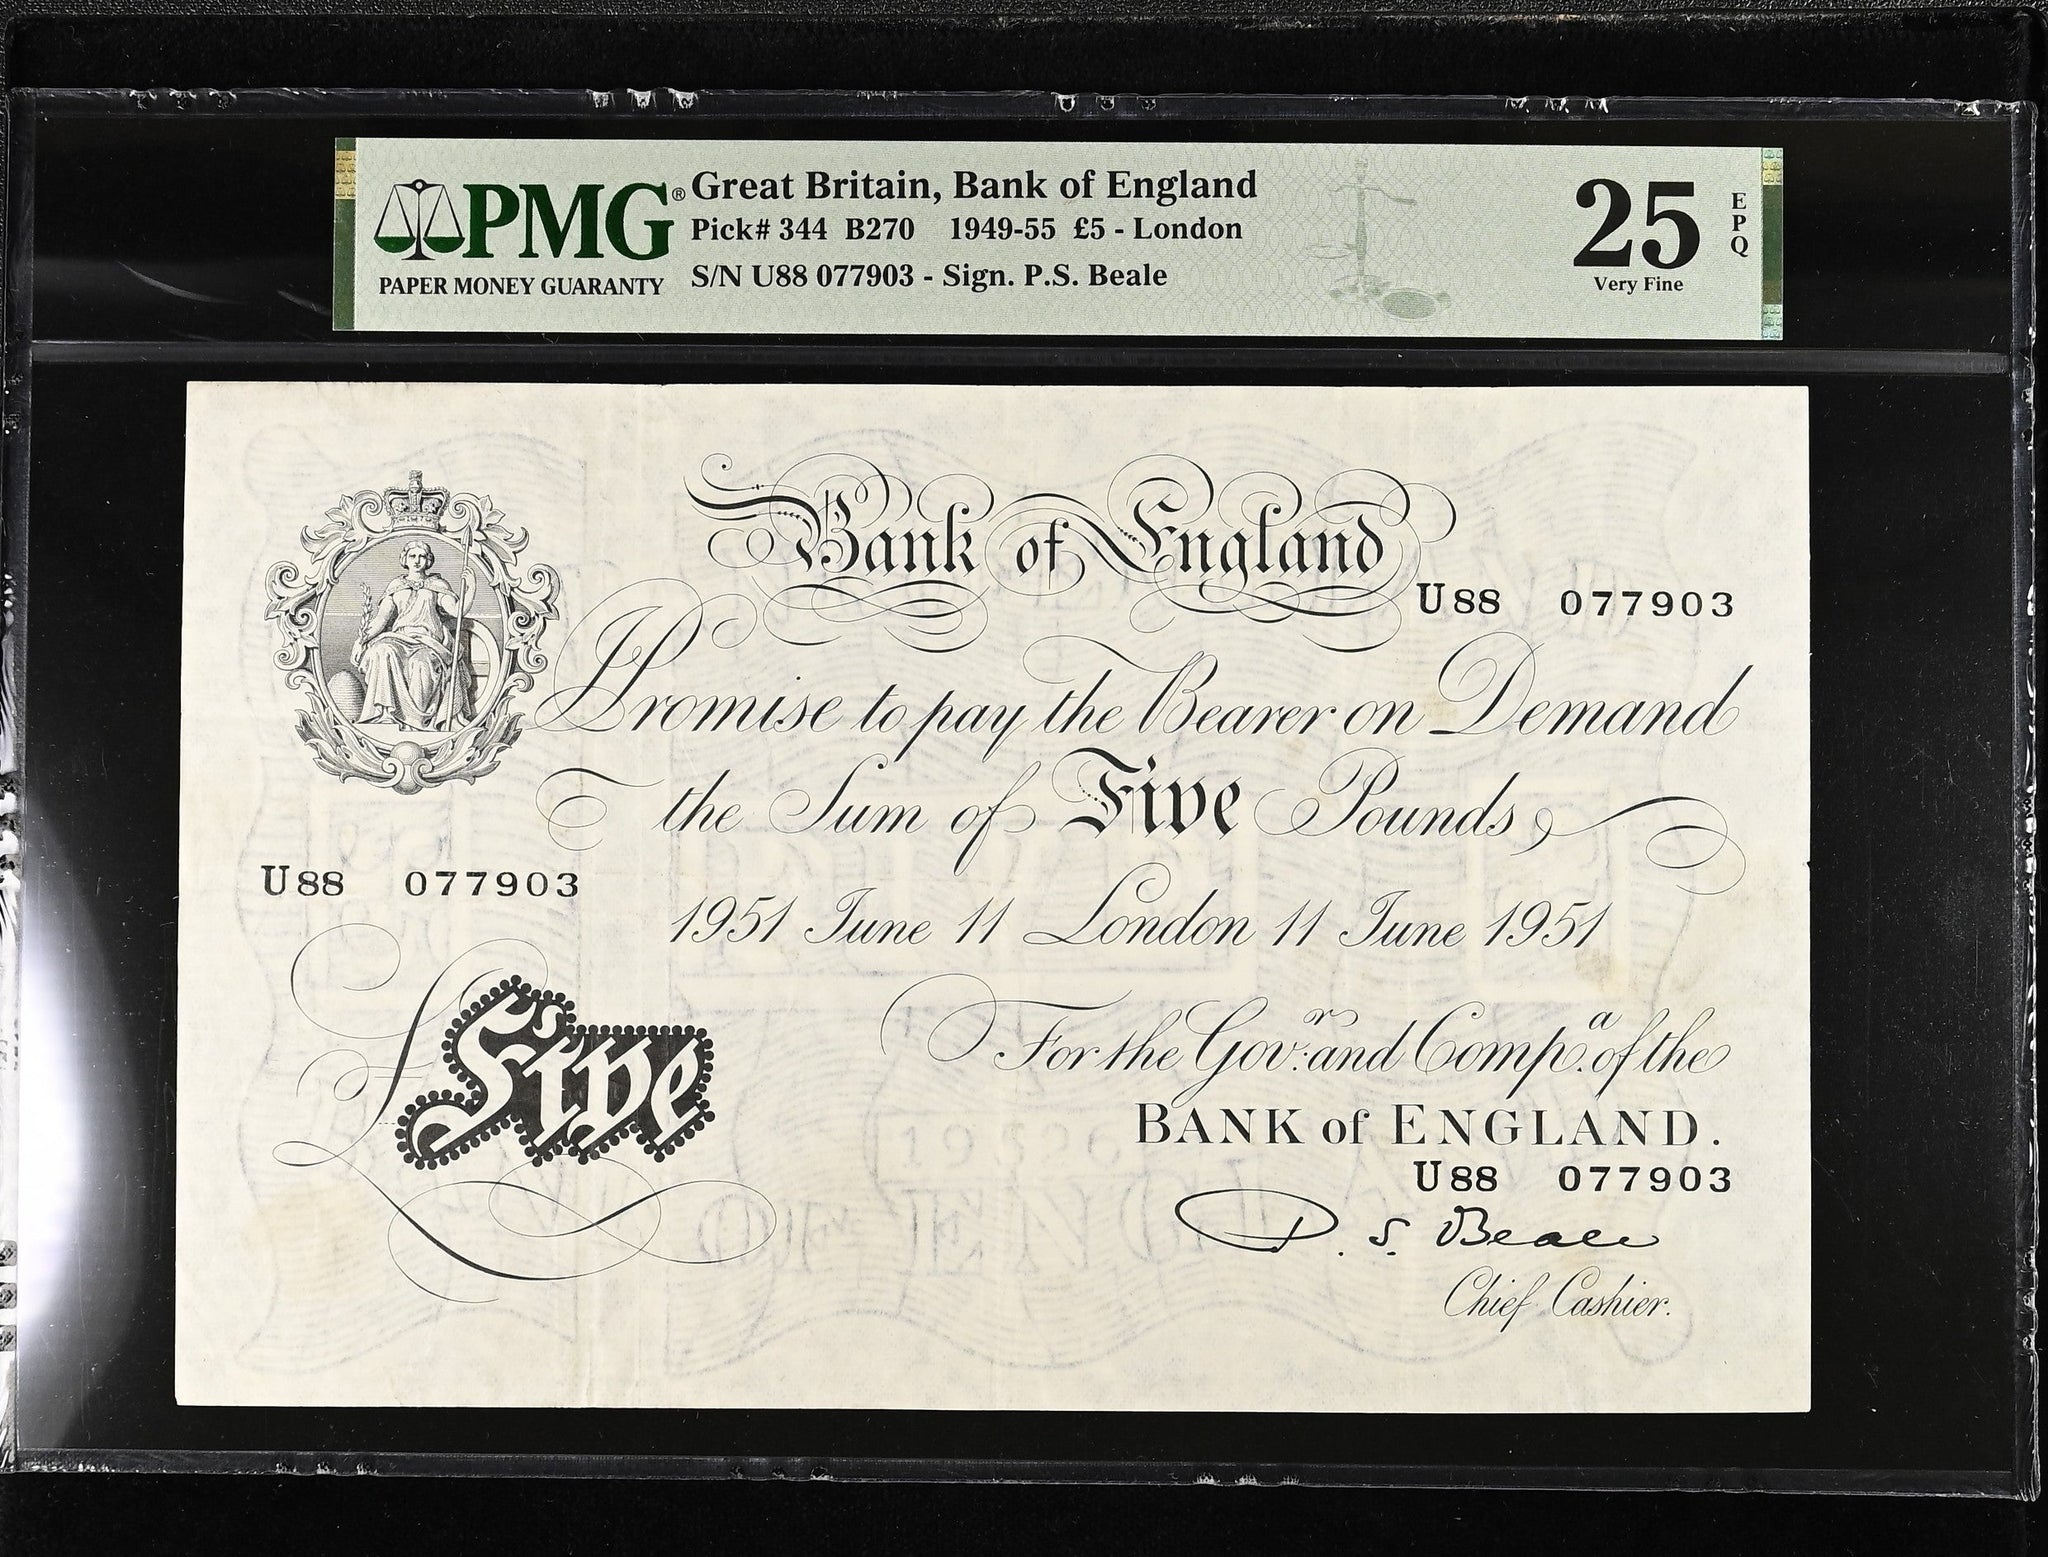 PMG®
PAPER MONEY GUARANTY
Great Britain, Bank of England
Pick# 344 B270 1949-55 £5 - London
S/N U88 077903 - Sign. P.S. Beale
25
EPQ
Very Fine
Bank of England
U88 077903
I Promise to pay the Bearer on Demand
the Sum of Five Pounds
U88 077903
1951 June 11 London 11 June 1951
£Five
For the Govr. and Compa. of the
BANK of ENGLAND.
U88 077903
P. S. Beale
Chief Cashier.